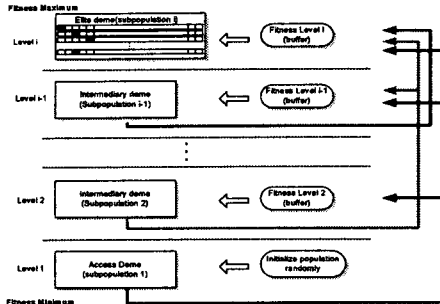 Fitness Maximum
Elite deme(subpopulation i)
Level i
Fitness Level i
(buffer)
Level i-1
Intermediary deme
(Subpopulation i-1)
Fitness Level i-1
(buffer)
Level 2
Intermediary deme
(Subpopulation 2)
Fitness Level 2
(buffer)
Level 1
Access Deme
(subpopulation 1)
Initialize population
randomly
Fitness Minimum